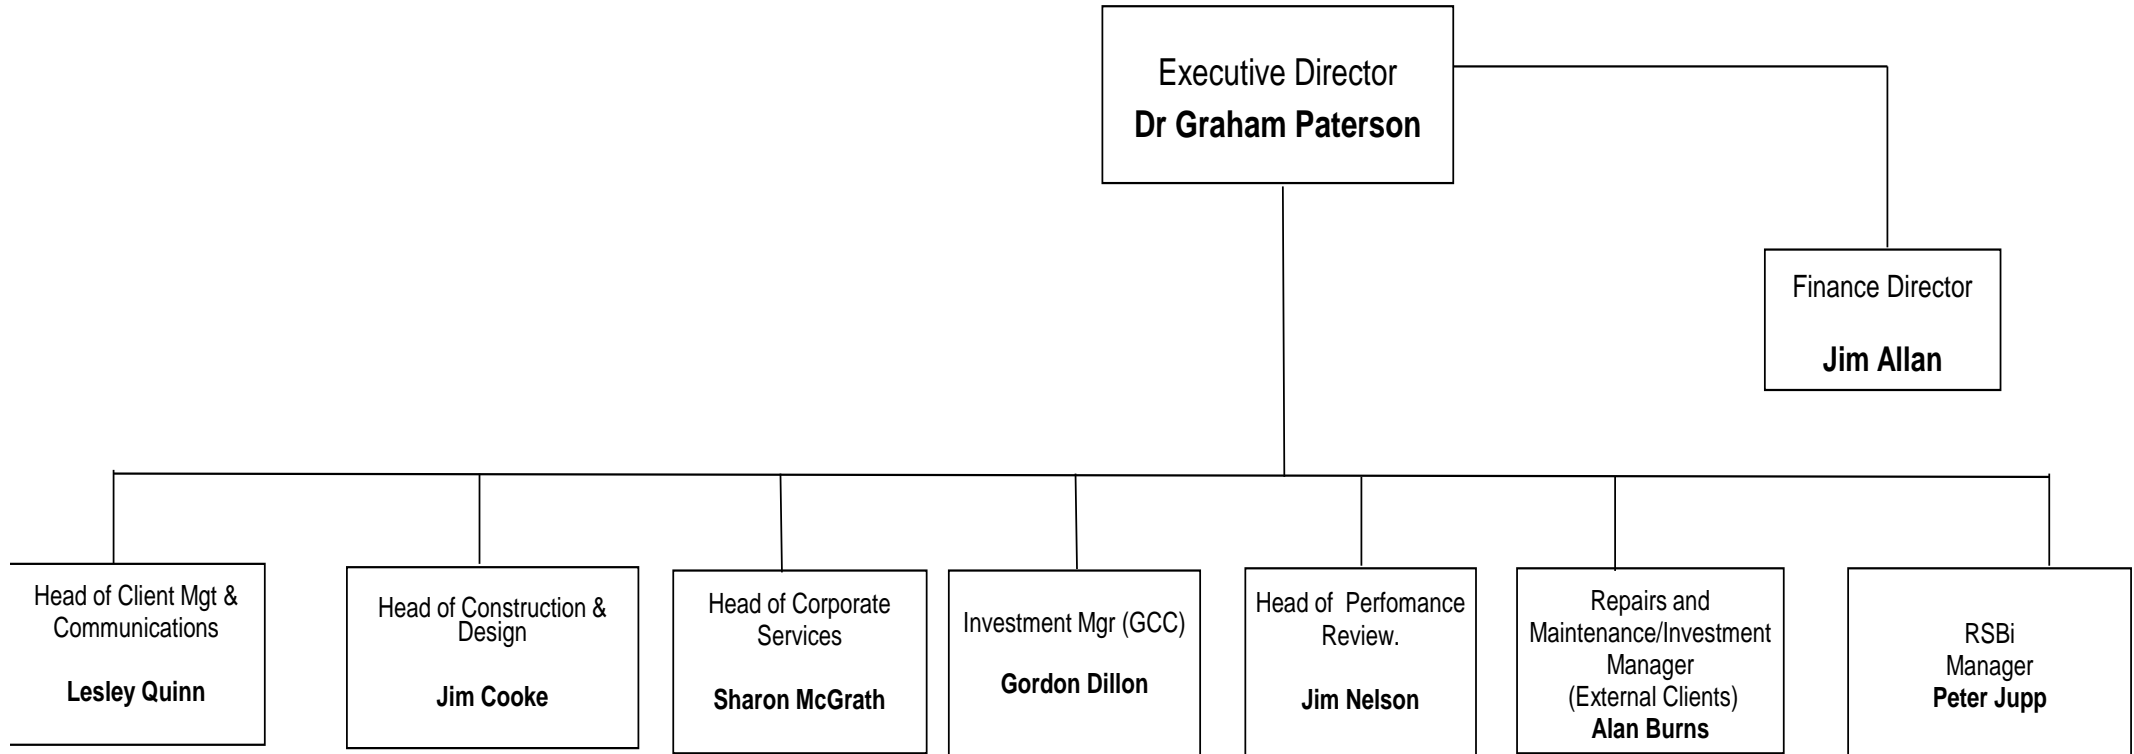 Executive Director
Dr Graham Paterson
Finance Director
Jim Allan
Head of Client Mgt &
Communications
Lesley Quinn
Head of Construction &
Design
Jim Cooke
Head of Corporate
Services
Sharon McGrath
Investment Mgr (GCC)
Gordon Dillon
Head of  Perfomance
Review.
Jim Nelson
Repairs and
Maintenance/Investment
Manager
(External Clients)
Alan Burns
RSBi
Manager
Peter Jupp